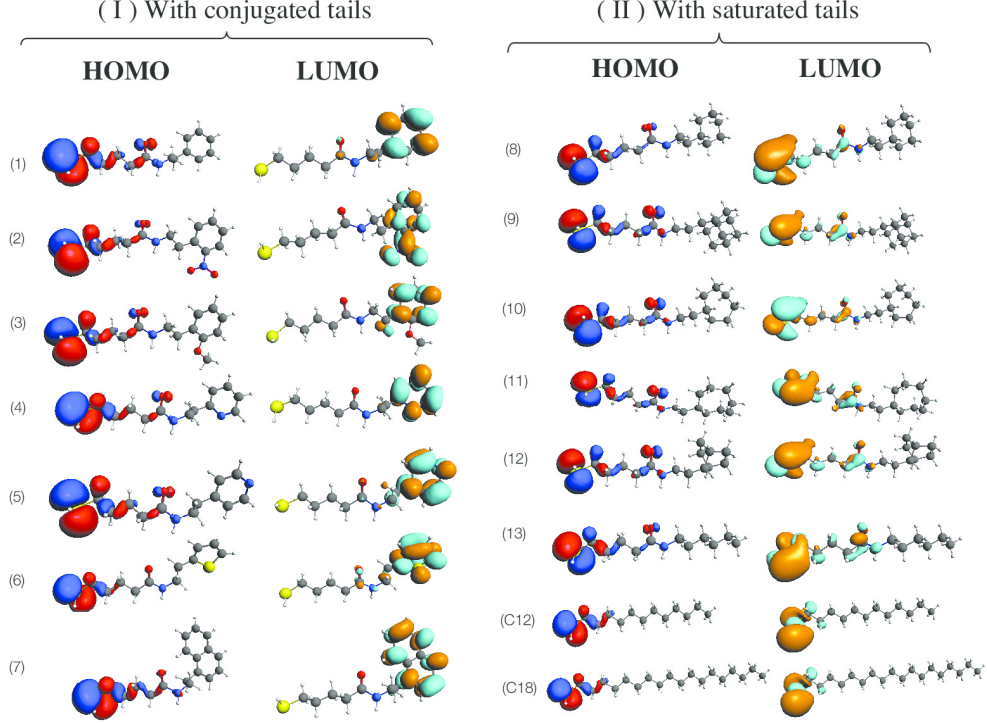 ( I ) With conjugated tails
HOMO LUMO
(1)
(2)
(3)
(4)
(5)
(6)
(7)
( II ) With saturated tails
HOMO LUMO
(8)
(9)
(10)
(11)
(12)
(13)
(C12)
(C18)